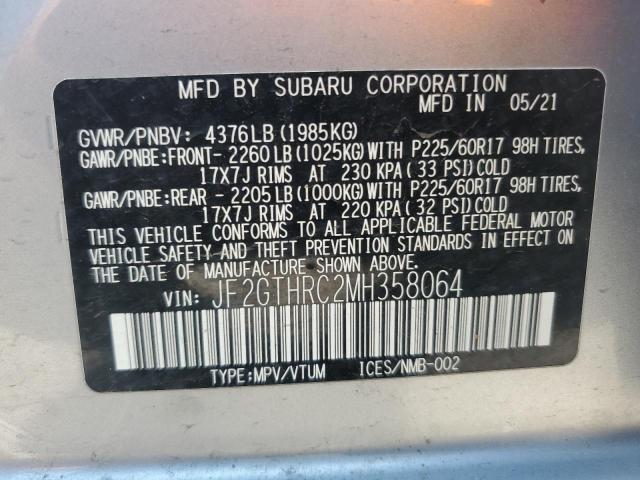 MFD BY SUBARU CORPORATION
MFD IN 05/21
GVWR/PNBV: 4376LB (1985KG)
GAWR/PNBE:FRONT- 2260 LB (1025KG) WITH P225/60R17 98H TIRES,
17X7J RIMS AT 230 KPA (33 PSI) COLD
GAWR/PNBE:REAR - 2205 LB (1000KG) WITH P225/60R17 98H TIRES,
17X7J RIMS AT 220 KPA (32 PSI) COLD
THIS VEHICLE CONFORMS TO ALL APPLICABLE FEDERAL MOTOR
VEHICLE SAFETY AND THEFT PREVENTION STANDARDS IN EFFECT ON
THE DATE OF MANUFACTURE SHOWN ABOVE.
VIN: JF2GTHRC2MH358064
TYPE:MPV/VTUM ICES/NMB-002